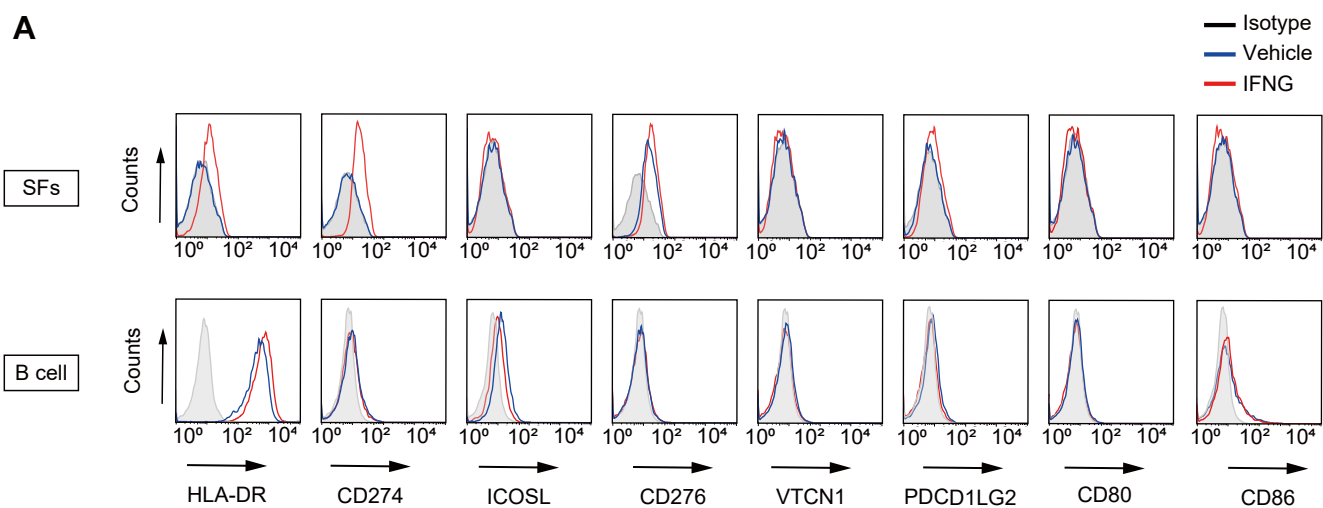 A
Isotype
Vehicle
IFNG
SFs
Counts
10⁰ 10² 10⁴ 10⁰ 10² 10⁴ 10⁰ 10² 10⁴ 10⁰ 10² 10⁴ 10⁰ 10² 10⁴ 10⁰ 10² 10⁴ 10⁰ 10² 10⁴ 10⁰ 10² 10⁴
B cell
Counts
10⁰ 10² 10⁴ 10⁰ 10² 10⁴ 10⁰ 10² 10⁴ 10⁰ 10² 10⁴ 10⁰ 10² 10⁴ 10⁰ 10² 10⁴ 10⁰ 10² 10⁴ 10⁰ 10² 10⁴
HLA-DR CD274 ICOSL CD276 VTCN1 PDCD1LG2 CD80 CD86